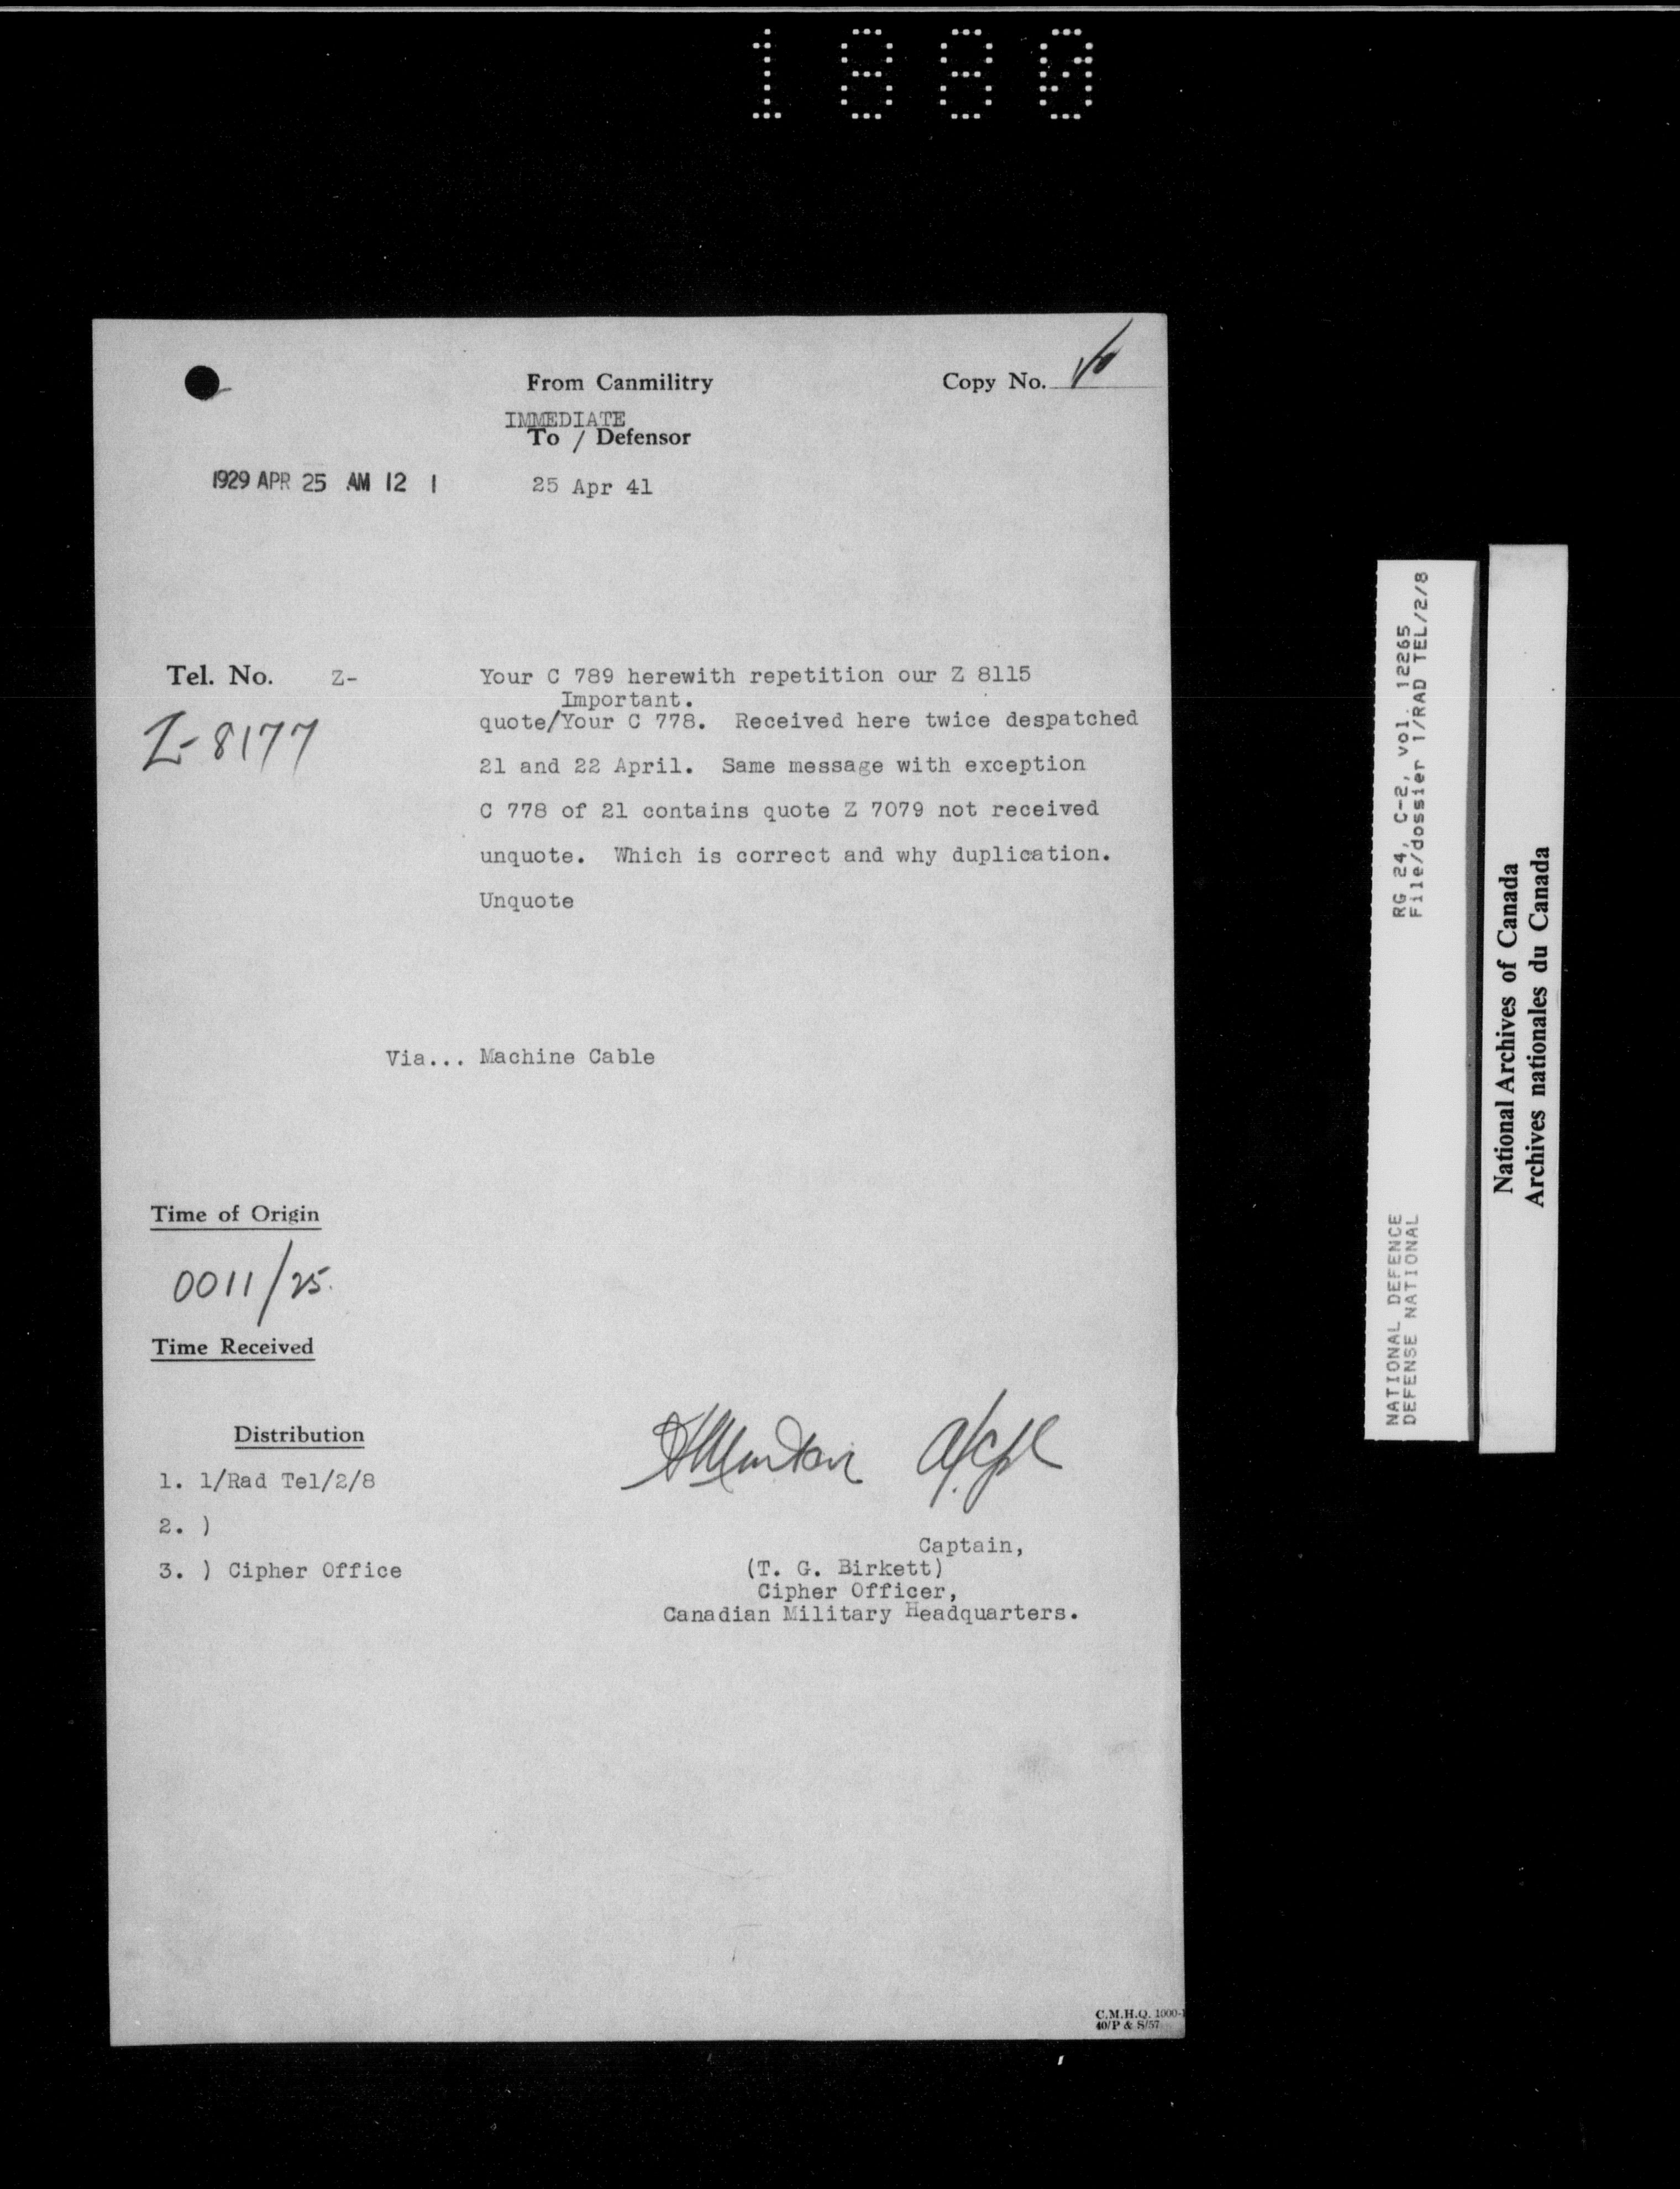 1880
From Canmilitry
Copy No.
IMMEDIATE
To / Defensor
1929 APR 25 AM 12 1
25 Apr 41
Tel. No. Z-
Z-8177
Your C 789 herewith repetition our Z 8115
Important.
quote/Your C 778. Received here twice despatched
21 and 22 April. Same message with exception
C 778 of 21 contains quote Z 7079 not received
unquote. Which is correct and why duplication.
Unquote
Via... Machine Cable
Time of Origin
0011/25.
Time Received
Distribution
1. 1/Rad Tel/2/8
2. )
3. ) Cipher Office
Captain,
(T. G. Birkett)
Cipher Officer,
Canadian Military Headquarters.
C.M.H.Q. 1000-1
40/P & S/57
RG 24, C-2, vol. 12265
File/dossier 1/RAD TEL/2/8
NATIONAL DEFENCE
DEFENSE NATIONAL
National Archives of Canada
Archives nationales du Canada